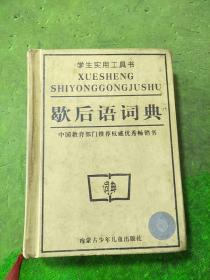 学生实用工具书
XUESHENG
SHIYONGGONGJUSHU
歇后语词典
中国教育部门推荐权威优秀畅销书
词典
内蒙古少年儿童出版社